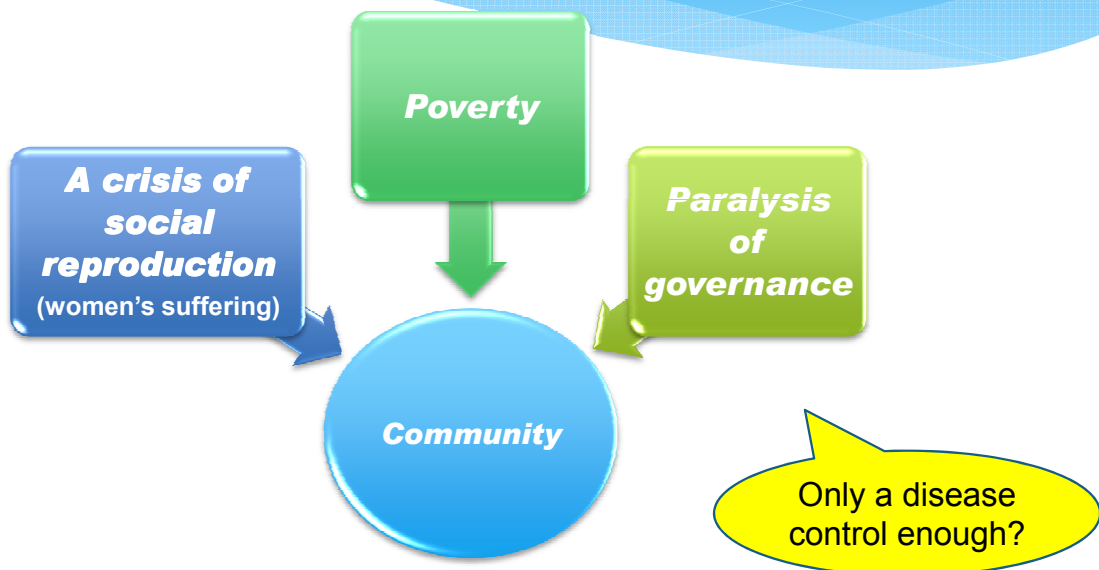 Poverty
A crisis of
social
reproduction
(women’s suffering)
Paralysis
of
governance
Community
Only a disease
control enough?